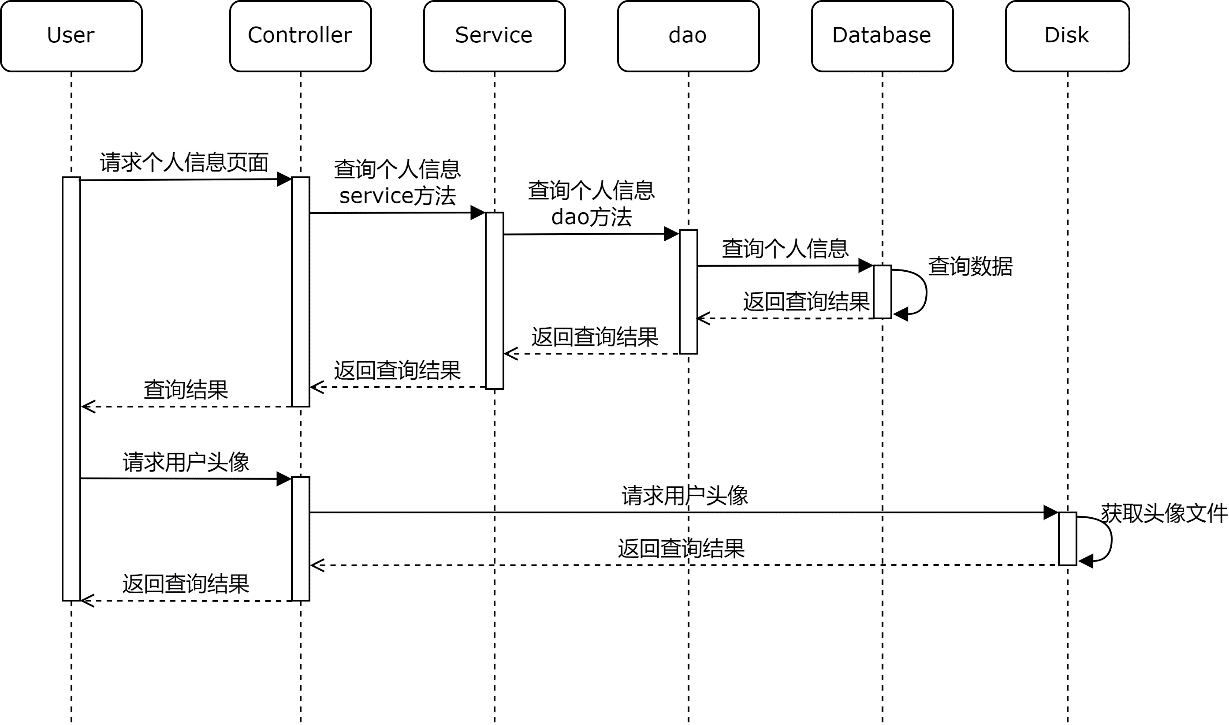 User
Controller
Service
dao
Database
Disk
请求个人信息页面
查询个人信息
service方法
查询个人信息
dao方法
查询个人信息
查询数据
返回查询结果
返回查询结果
返回查询结果
查询结果
请求用户头像
请求用户头像
获取头像文件
返回查询结果
返回查询结果